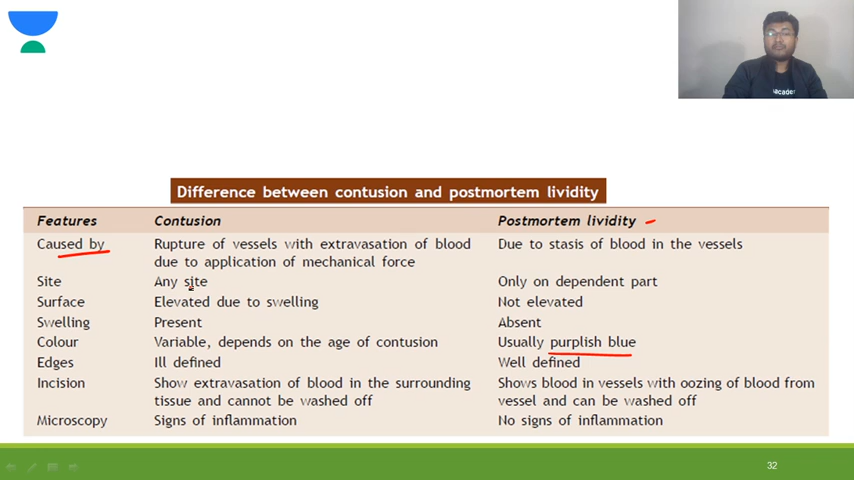 Difference between contusion and postmortem lividity
Features Contusion Postmortem lividity
Caused by Rupture of vessels with extravasation of blood Due to stasis of blood in the vessels
due to application of mechanical force
Site Any site Only on dependent part
Surface Elevated due to swelling Not elevated
Swelling Present Absent
Colour Variable, depends on the age of contusion Usually purplish blue
Edges Ill defined Well defined
Incision Show extravasation of blood in the surrounding Shows blood in vessels with oozing of blood from
tissue and cannot be washed off vessel and can be washed off
Microscopy Signs of inflammation No signs of inflammation
32